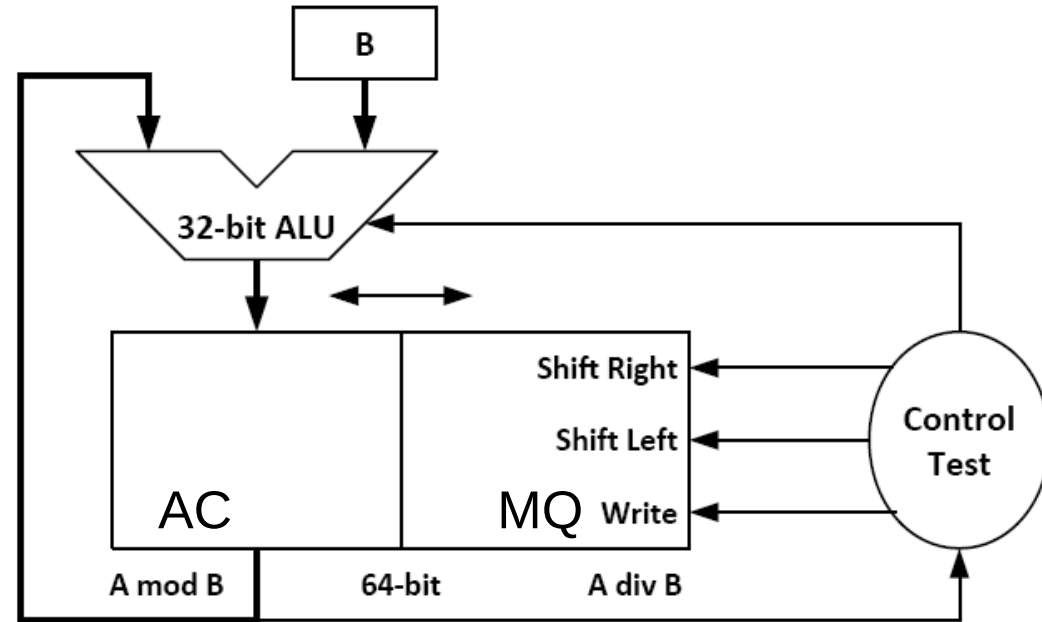 B
32-bit ALU
Shift Right
Shift Left
Control
Test
AC
MQ
Write
A mod B
64-bit
A div B